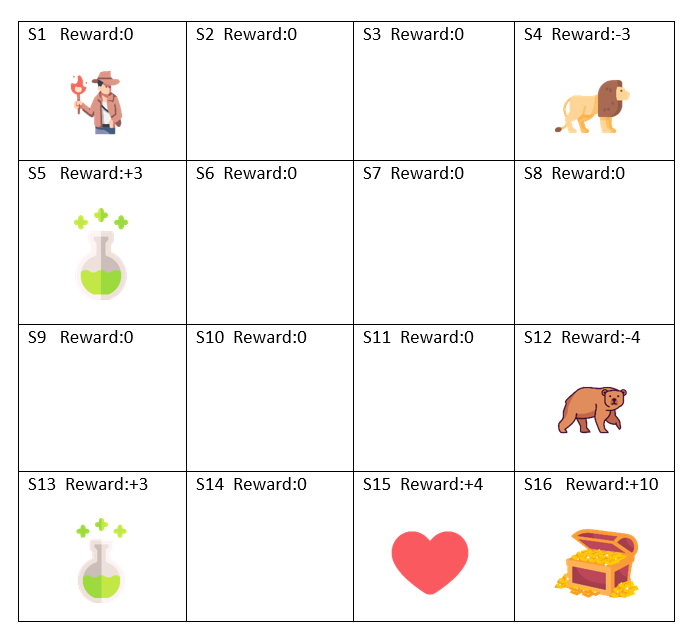 S1 Reward:0
S2 Reward:0
S3 Reward:0
S4 Reward:-3
S5 Reward:+3
S6 Reward:0
S7 Reward:0
S8 Reward:0
S9 Reward:0
S10 Reward:0
S11 Reward:0
S12 Reward:-4
S13 Reward:+3
S14 Reward:0
S15 Reward:+4
S16 Reward:+10